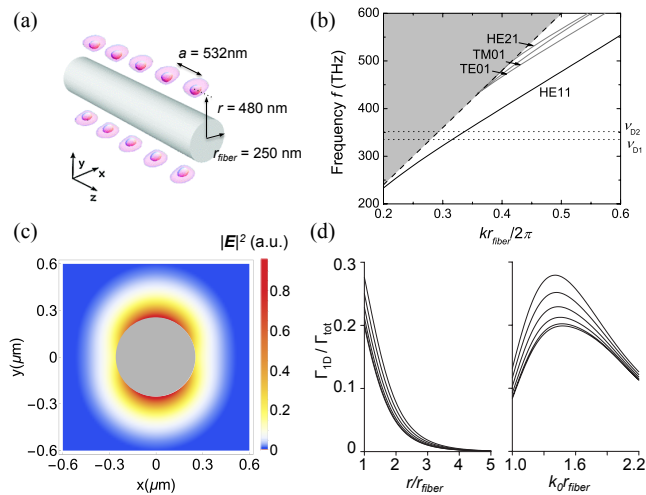 (a)
a = 532nm
r = 480 nm
r_fiber = 250 nm
y
x
z
(b)
Frequency f (THz)
600
500
400
300
200
HE21
TM01
TE01
HE11
ν_D2
ν_D1
0.2 0.3 0.4 0.5 0.6
kr_fiber/2π
(c)
|E|² (a.u.)
y(μm)
0.6
0.3
0
−0.3
−0.6
−0.6 −0.3 0 0.3 0.6
x(μm)
0.8
0.6
0.4
0.2
0
(d)
Γ_1D / Γ_tot
0.3
0.2
0.1
0
1 2 3 4 5
r/r_fiber
1.0 1.6 2.2
k_0r_fiber